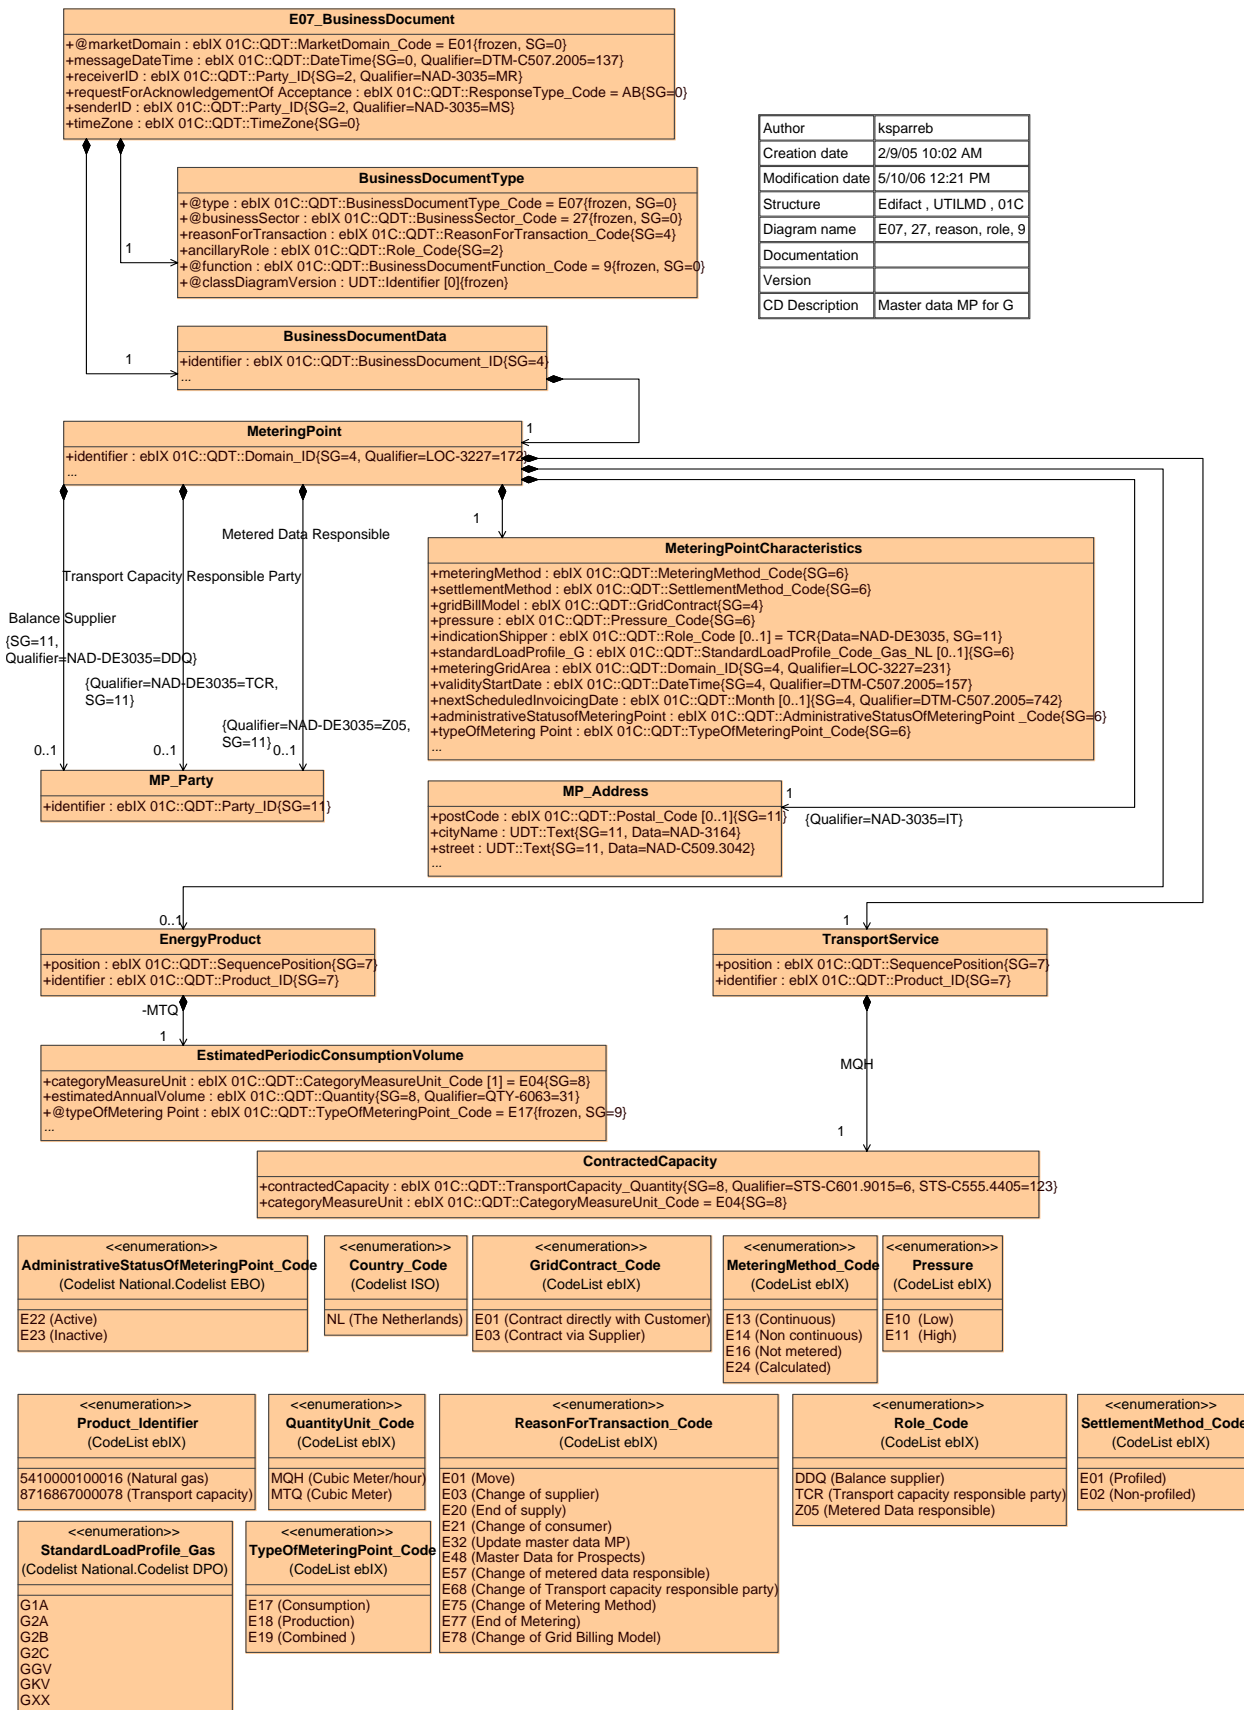 E07_BusinessDocument
+@marketDomain : ebIX 01C::QDT::MarketDomain_Code = E01{frozen, SG=0}
+messageDateTime : ebIX 01C::QDT::DateTime{SG=0, Qualifier=DTM-C507.2005=137}
+receiverID : ebIX 01C::QDT::Party_ID{SG=2, Qualifier=NAD-3035=MR}
+requestForAcknowledgementOf Acceptance : ebIX 01C::QDT::ResponseType_Code = AB{SG=0}
+senderID : ebIX 01C::QDT::Party_ID{SG=2, Qualifier=NAD-3035=MS}
+timeZone : ebIX 01C::QDT::TimeZone{SG=0}
Author ksparreb
Creation date 2/9/05 10:02 AM
Modification date 5/10/06 12:21 PM
Structure Edifact , UTILMD , 01C
Diagram name E07, 27, reason, role, 9
Documentation
Version
CD Description Master data MP for G
BusinessDocumentType
+@type : ebIX 01C::QDT::BusinessDocumentType_Code = E07{frozen, SG=0}
+@businessSector : ebIX 01C::QDT::BusinessSector_Code = 27{frozen, SG=0}
+reasonForTransaction : ebIX 01C::QDT::ReasonForTransaction_Code{SG=4}
+ancillaryRole : ebIX 01C::QDT::Role_Code{SG=2}
+@function : ebIX 01C::QDT::BusinessDocumentFunction_Code = 9{frozen, SG=0}
+@classDiagramVersion : UDT::Identifier [0]{frozen}
1
BusinessDocumentData
+identifier : ebIX 01C::QDT::BusinessDocument_ID{SG=4}
...
1
MeteringPoint
+identifier : ebIX 01C::QDT::Domain_ID{SG=4, Qualifier=LOC-3227=172}
...
1
Metered Data Responsible
Transport Capacity Responsible Party
Balance Supplier
{SG=11,
Qualifier=NAD-DE3035=DDQ}
{Qualifier=NAD-DE3035=TCR,
SG=11}
{Qualifier=NAD-DE3035=Z05,
SG=11}
0..1
0..1
0..1
1
MeteringPointCharacteristics
+meteringMethod : ebIX 01C::QDT::MeteringMethod_Code{SG=6}
+settlementMethod : ebIX 01C::QDT::SettlementMethod_Code{SG=6}
+gridBillModel : ebIX 01C::QDT::GridContract{SG=4}
+pressure : ebIX 01C::QDT::Pressure_Code{SG=6}
+indicationShipper : ebIX 01C::QDT::Role_Code [0..1] = TCR{Data=NAD-DE3035, SG=11}
+standardLoadProfile_G : ebIX 01C::QDT::StandardLoadProfile_Code_Gas_NL [0..1]{SG=6}
+meteringGridArea : ebIX 01C::QDT::Domain_ID{SG=4, Qualifier=LOC-3227=231}
+validityStartDate : ebIX 01C::QDT::DateTime{SG=4, Qualifier=DTM-C507.2005=157}
+nextScheduledInvoicingDate : ebIX 01C::QDT::Month [0..1]{SG=4, Qualifier=DTM-C507.2005=742}
+administrativeStatusofMeteringPoint : ebIX 01C::QDT::AdministrativeStatusOfMeteringPoint _Code{SG=6}
+typeOfMetering Point : ebIX 01C::QDT::TypeOfMeteringPoint_Code{SG=6}
...
MP_Party
+identifier : ebIX 01C::QDT::Party_ID{SG=11}
MP_Address
+postCode : ebIX 01C::QDT::Postal_Code [0..1]{SG=11}
+cityName : UDT::Text{SG=11, Data=NAD-3164}
+street : UDT::Text{SG=11, Data=NAD-C509.3042}
...
1
{Qualifier=NAD-3035=IT}
0..1
EnergyProduct
+position : ebIX 01C::QDT::SequencePosition{SG=7}
+identifier : ebIX 01C::QDT::Product_ID{SG=7}
1
TransportService
+position : ebIX 01C::QDT::SequencePosition{SG=7}
+identifier : ebIX 01C::QDT::Product_ID{SG=7}
-MTQ
1
EstimatedPeriodicConsumptionVolume
+categoryMeasureUnit : ebIX 01C::QDT::CategoryMeasureUnit_Code [1] = E04{SG=8}
+estimatedAnnualVolume : ebIX 01C::QDT::Quantity{SG=8, Qualifier=QTY-6063=31}
+@typeOfMetering Point : ebIX 01C::QDT::TypeOfMeteringPoint_Code = E17{frozen, SG=9}
...
MQH
1
ContractedCapacity
+contractedCapacity : ebIX 01C::QDT::TransportCapacity_Quantity{SG=8, Qualifier=STS-C601.9015=6, STS-C555.4405=123}
+categoryMeasureUnit : ebIX 01C::QDT::CategoryMeasureUnit_Code = E04{SG=8}
<<enumeration>>
AdministrativeStatusOfMeteringPoint_Code
(Codelist National.Codelist EBO)
E22 (Active)
E23 (Inactive)
<<enumeration>>
Country_Code
(Codelist ISO)
NL (The Netherlands)
<<enumeration>>
GridContract_Code
(CodeList ebIX)
E01 (Contract directly with Customer)
E03 (Contract via Supplier)
<<enumeration>>
MeteringMethod_Code
(CodeList ebIX)
E13 (Continuous)
E14 (Non continuous)
E16 (Not metered)
E24 (Calculated)
<<enumeration>>
Pressure
(CodeList ebIX)
E10 (Low)
E11 (High)
<<enumeration>>
Product_Identifier
(CodeList ebIX)
5410000100016 (Natural gas)
8716867000078 (Transport capacity)
<<enumeration>>
QuantityUnit_Code
(CodeList ebIX)
MQH (Cubic Meter/hour)
MTQ (Cubic Meter)
<<enumeration>>
ReasonForTransaction_Code
(CodeList ebIX)
E01 (Move)
E03 (Change of supplier)
E20 (End of supply)
E21 (Change of consumer)
E32 (Update master data MP)
E48 (Master Data for Prospects)
E57 (Change of metered data responsible)
E68 (Change of Transport capacity responsible party)
E75 (Change of Metering Method)
E77 (End of Metering)
E78 (Change of Grid Billing Model)
<<enumeration>>
Role_Code
(CodeList ebIX)
DDQ (Balance supplier)
TCR (Transport capacity responsible party)
Z05 (Metered Data responsible)
<<enumeration>>
SettlementMethod_Code
(CodeList ebIX)
E01 (Profiled)
E02 (Non-profiled)
<<enumeration>>
StandardLoadProfile_Gas
(Codelist National.Codelist DPO)
G1A
G2A
G2B
G2C
GGV
GKV
GXX
<<enumeration>>
TypeOfMeteringPoint_Code
(CodeList ebIX)
E17 (Consumption)
E18 (Production)
E19 (Combined )